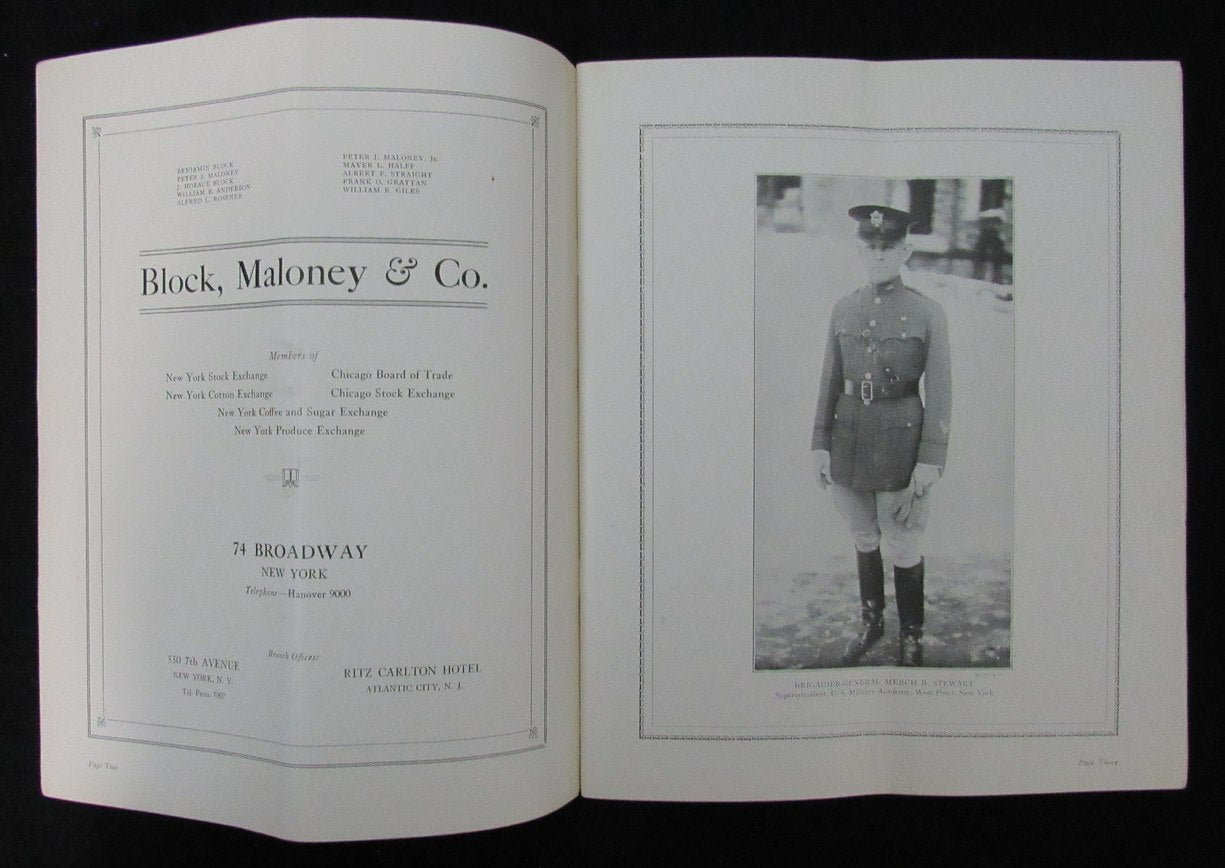 BENJAMIN BLOCK
PETER J. MALONEY
J. HORACE BLOCK
WILLIAM B. ANDERSON
ALFRED L. ROSENER
PETER J. MALONEY, Jr.
MAYER L. HALFF
ALBERT F. STRAIGHT
FRANK O. GRATTAN
WILLIAM B. GILES
Block, Maloney & Co.
Members of
New York Stock Exchange
Chicago Board of Trade
New York Cotton Exchange
Chicago Stock Exchange
New York Coffee and Sugar Exchange
New York Produce Exchange
74 BROADWAY
NEW YORK
Telephone—Hanover 9000
Branch Offices:
550 7th AVENUE
NEW YORK, N. Y.
Tel. Penn. 1967
RITZ CARLTON HOTEL
ATLANTIC CITY, N. J.
Page Two
BRIGADIER-GENERAL MERCH B. STEWART
Superintendent, U. S. Military Academy, West Point, New York
Page Three